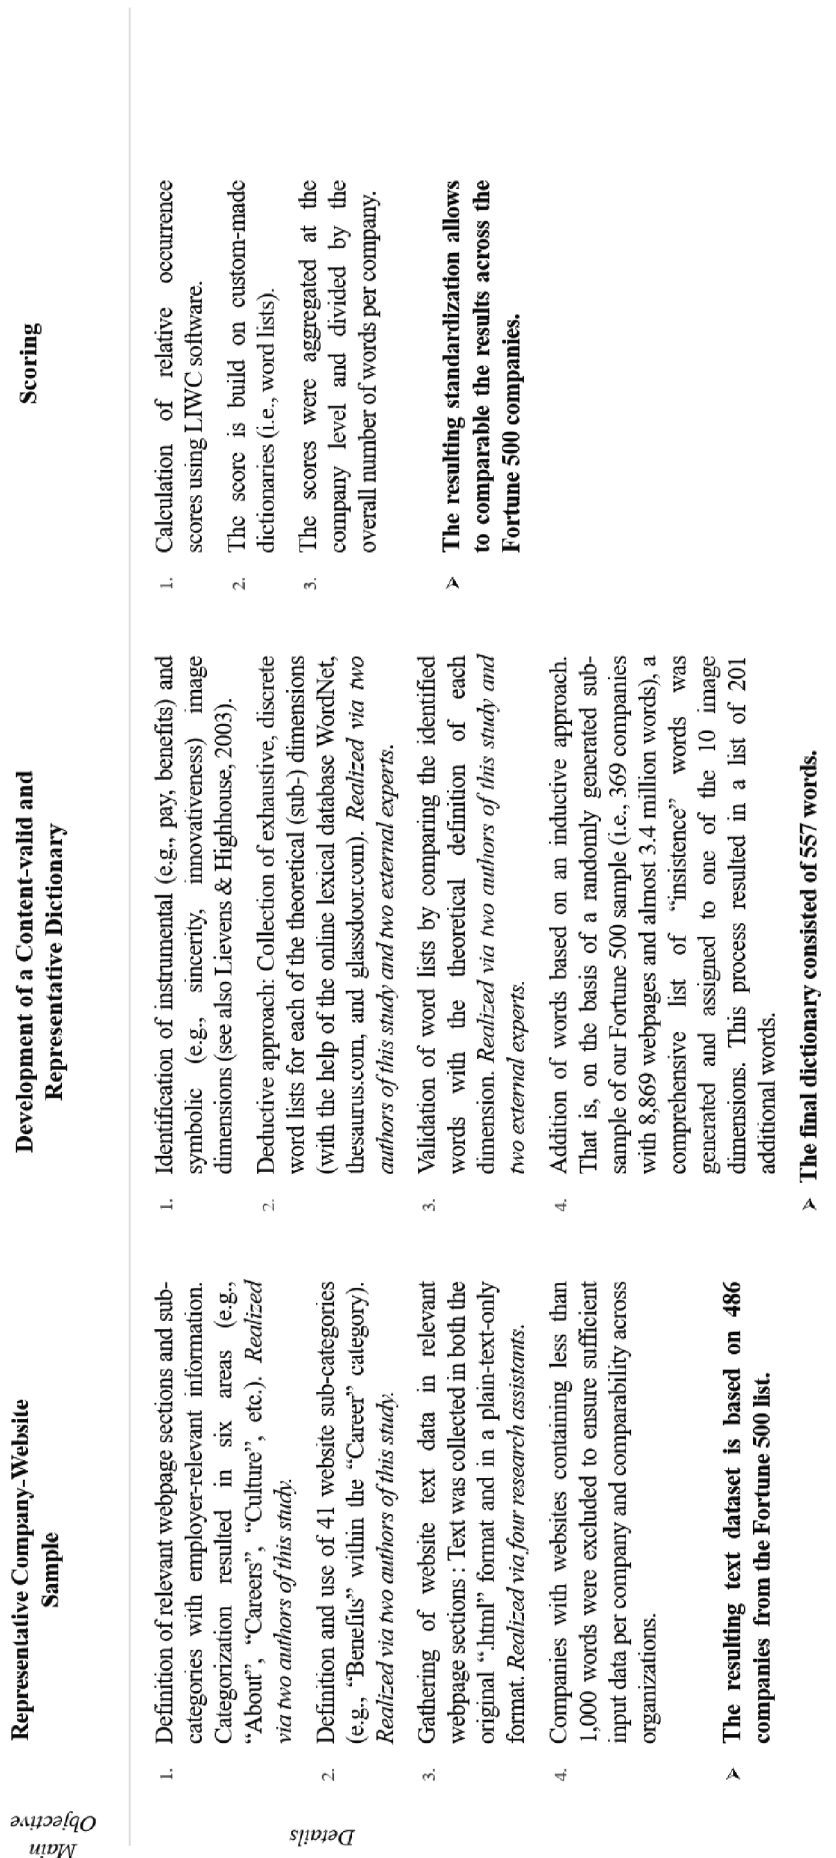 Main
Objective
Representative Company-Website
Sample
Development of a Content-valid and
Representative Dictionary
Scoring
Details
1. Definition of relevant webpage sections and sub-
categories with employer-relevant information.
Categorization resulted in six areas (e.g.,
“About”, “Careers”, “Culture”, etc.). Realized
via two authors of this study.
2. Definition and use of 41 website sub-categories
(e.g., “Benefits” within the “Career” category).
Realized via two authors of this study.
3. Gathering of website text data in relevant
webpage sections : Text was collected in both the
original “.html” format and in a plain-text-only
format. Realized via four research assistants.
4. Companies with websites containing less than
1,000 words were excluded to ensure sufficient
input data per company and comparability across
organizations.
➢ The resulting text dataset is based on 486
companies from the Fortune 500 list.
1. Identification of instrumental (e.g., pay, benefits) and
symbolic (e.g., sincerity, innovativeness) image
dimensions (see also Lievens & Highhouse, 2003).
2. Deductive approach: Collection of exhaustive, discrete
word lists for each of the theoretical (sub-) dimensions
(with the help of the online lexical database WordNet,
thesaurus.com, and glassdoor.com). Realized via two
authors of this study and two external experts.
3. Validation of word lists by comparing the identified
words with the theoretical definition of each
dimension. Realized via two authors of this study and
two external experts.
4. Addition of words based on an inductive approach.
That is, on the basis of a randomly generated sub-
sample of our Fortune 500 sample (i.e., 369 companies
with 8,869 webpages and almost 3.4 million words), a
comprehensive list of “insistence” words was
generated and assigned to one of the 10 image
dimensions. This process resulted in a list of 201
additional words.
➢ The final dictionary consisted of 557 words.
1. Calculation of relative occurrence
scores using LIWC software.
2. The score is build on custom-made
dictionaries (i.e., word lists).
3. The scores were aggregated at the
company level and divided by the
overall number of words per company.
➢ The resulting standardization allows
to comparable the results across the
Fortune 500 companies.